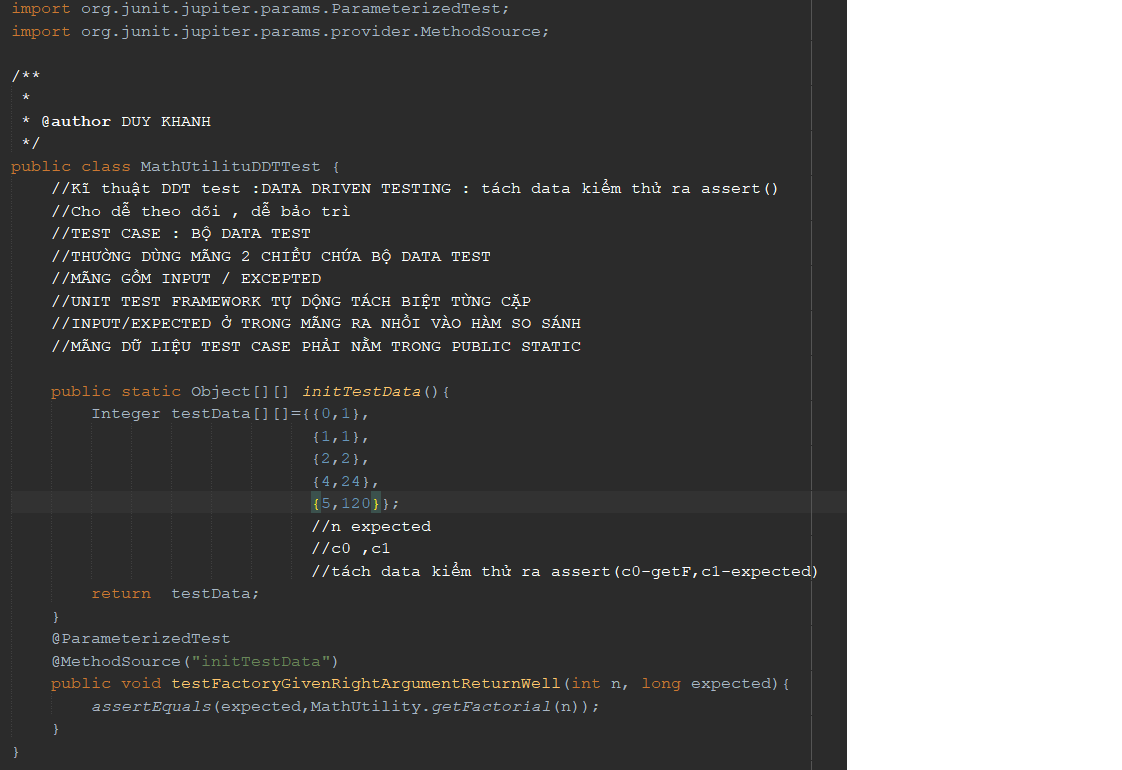 import org.junit.jupiter.params.ParameterizedTest;
import org.junit.jupiter.params.provider.MethodSource;
/**
*
* @author DUY KHANH
*/
public class MathUtilituDDTTest {
//Kĩ thuật DDT test :DATA DRIVEN TESTING : tách data kiểm thử ra assert()
//Cho dễ theo dõi , dễ bảo trì
//TEST CASE : BỘ DATA TEST
//THƯỜNG DÙNG MÃNG 2 CHIỀU CHỨA BỘ DATA TEST
//MÃNG GỒM INPUT / EXCEPTED
//UNIT TEST FRAMEWORK TỰ DỘNG TÁCH BIỆT TỪNG CẶP
//INPUT/EXPECTED Ở TRONG MÃNG RA NHỒI VÀO HÀM SO SÁNH
//MÃNG DỮ LIỆU TEST CASE PHẢI NẰM TRONG PUBLIC STATIC
public static Object[][] initTestData(){
Integer testData[][]={{0,1},
{1,1},
{2,2},
{4,24},
{5,120}};
//n expected
//c0 ,c1
//tách data kiểm thử ra assert(c0-getF,c1-expected)
return  testData;
}
@ParameterizedTest
@MethodSource("initTestData")
public void testFactoryGivenRightArgumentReturnWell(int n, long expected){
assertEquals(expected,MathUtility.getFactorial(n));
}
}